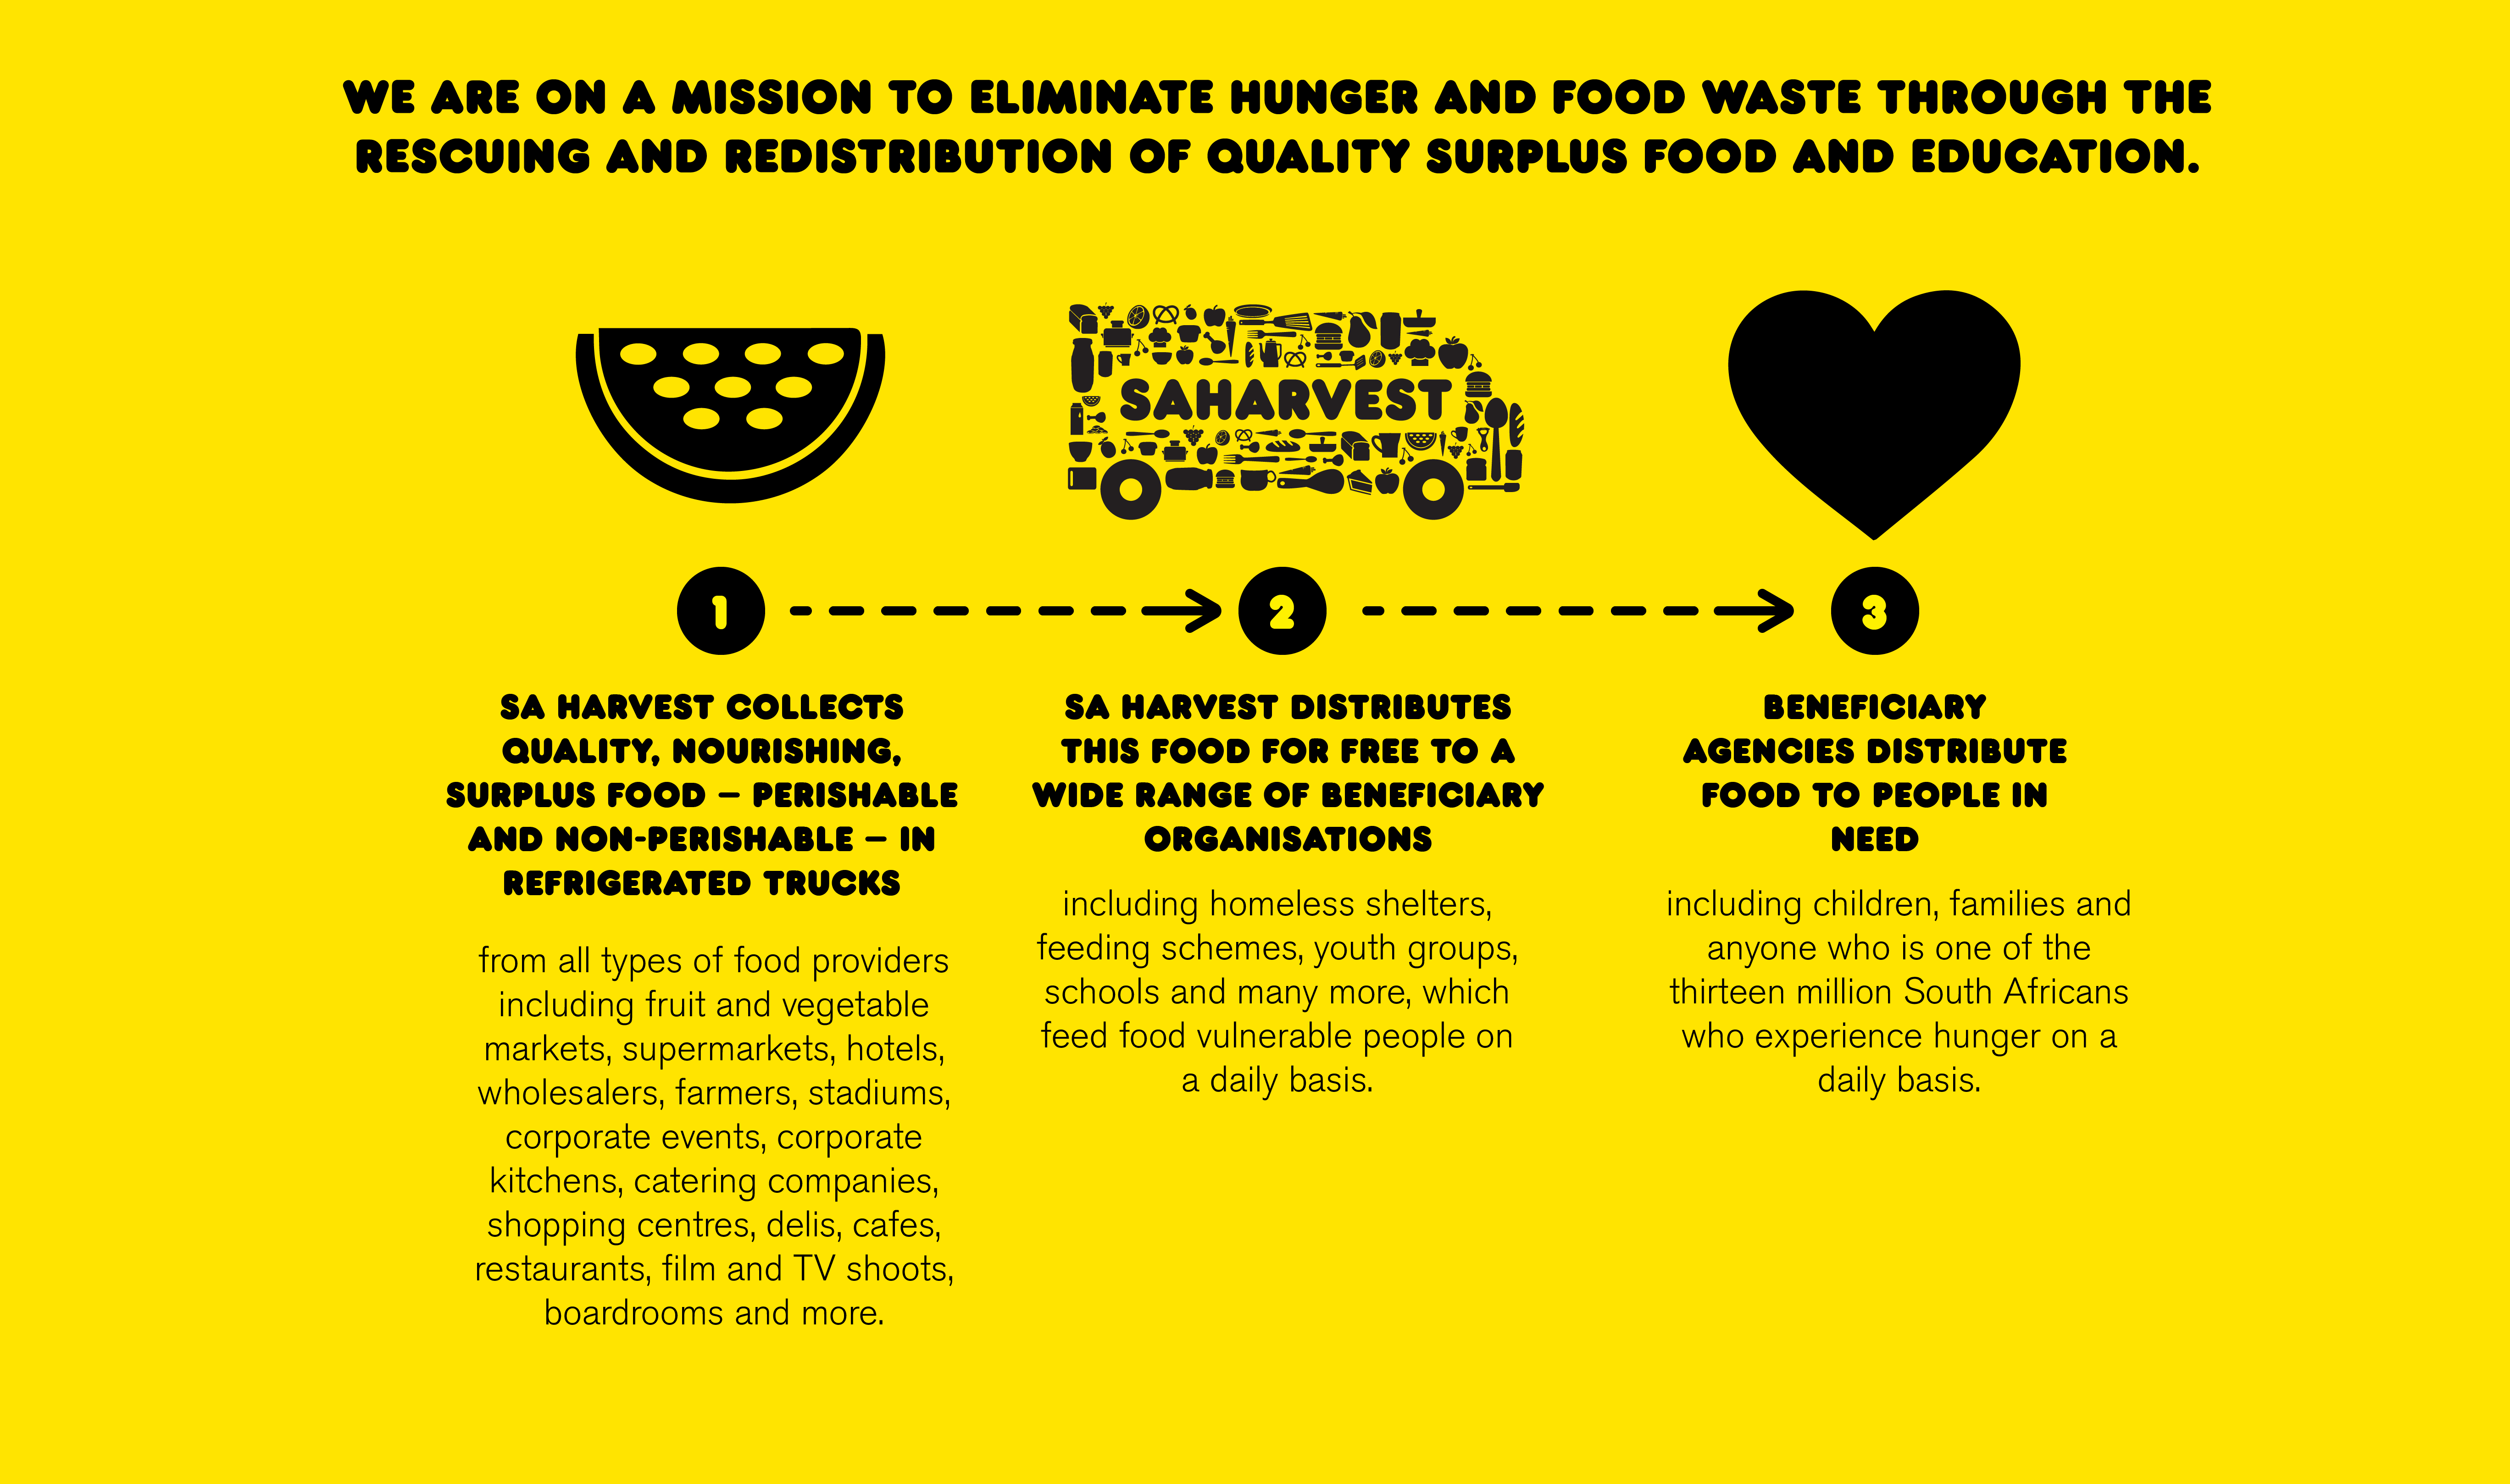 WE ARE ON A MISSION TO ELIMINATE HUNGER AND FOOD WASTE THROUGH THE
RESCUING AND REDISTRIBUTION OF QUALITY SURPLUS FOOD AND EDUCATION.
SAHARVEST
1
2
3
SA HARVEST COLLECTS
QUALITY, NOURISHING,
SURPLUS FOOD – PERISHABLE
AND NON-PERISHABLE – IN
REFRIGERATED TRUCKS
from all types of food providers
including fruit and vegetable
markets, supermarkets, hotels,
wholesalers, farmers, stadiums,
corporate events, corporate
kitchens, catering companies,
shopping centres, delis, cafes,
restaurants, film and TV shoots,
boardrooms and more.
SA HARVEST DISTRIBUTES
THIS FOOD FOR FREE TO A
WIDE RANGE OF BENEFICIARY
ORGANISATIONS
including homeless shelters,
feeding schemes, youth groups,
schools and many more, which
feed food vulnerable people on
a daily basis.
BENEFICIARY
AGENCIES DISTRIBUTE
FOOD TO PEOPLE IN
NEED
including children, families and
anyone who is one of the
thirteen million South Africans
who experience hunger on a
daily basis.